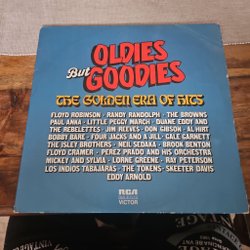 OLDIES
But
GOODIES
THE GOLDEN ERA OF HITS
FLOYD ROBINSON • RANDY RANDOLPH • THE BROWNS
PAUL ANKA • LITTLE PEGGY MARCH • DUANE EDDY AND
THE REBELETTES • JIM REEVES • DON GIBSON • AL HIRT
BOBBY BARE • FOUR JACKS AND A JILL • GALE GARNETT
THE ISLEY BROTHERS • NEIL SEDAKA • BROOK BENTON
FLOYD CRAMER • PEREZ PRADO AND HIS ORCHESTRA
MICKEY AND SYLVIA • LORNE GREENE • RAY PETERSON
LOS INDIOS TABAJARAS • THE TOKENS • SKEETER DAVIS
EDDY ARNOLD
RCA
VICTOR